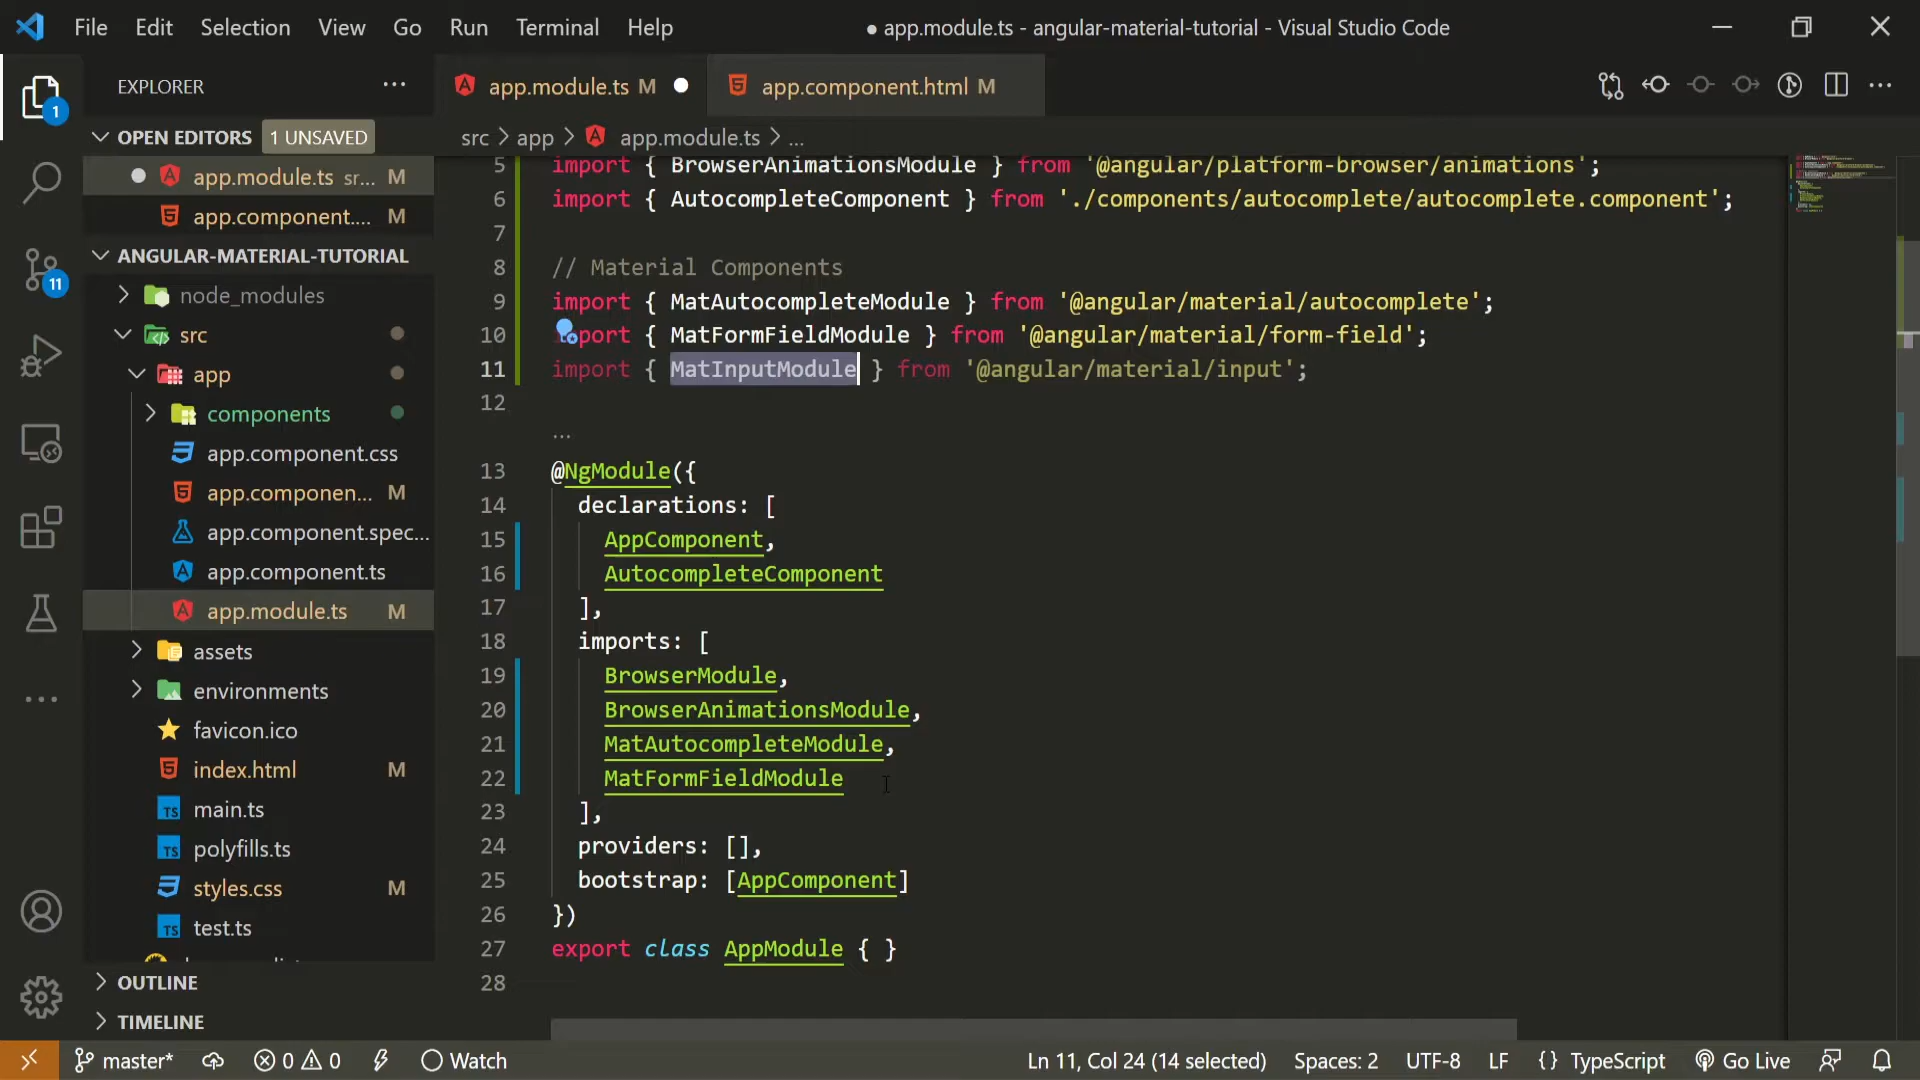 File Edit Selection View Go Run Terminal Help
● app.module.ts - angular-material-tutorial - Visual Studio Code
EXPLORER
OPEN EDITORS 1 UNSAVED
app.module.ts sr... M
app.component.... M
ANGULAR-MATERIAL-TUTORIAL
node_modules
src
app
components
app.component.css
app.componen... M
app.component.spec...
app.component.ts
app.module.ts M
assets
environments
favicon.ico
index.html M
main.ts
polyfills.ts
styles.css M
test.ts
OUTLINE
TIMELINE
1
11
app.module.ts M
app.component.html M
src > app > app.module.ts > ...
5 import { BrowserAnimationsModule } from '@angular/platform-browser/animations';
6 import { AutocompleteComponent } from './components/autocomplete/autocomplete.component';
7
8 // Material Components
9 import { MatAutocompleteModule } from '@angular/material/autocomplete';
10 import { MatFormFieldModule } from '@angular/material/form-field';
11 import { MatInputModule } from '@angular/material/input';
12
...
13 @NgModule({
14 declarations: [
15 AppComponent,
16 AutocompleteComponent
17 ],
18 imports: [
19 BrowserModule,
20 BrowserAnimationsModule,
21 MatAutocompleteModule,
22 MatFormFieldModule
23 ],
24 providers: [],
25 bootstrap: [AppComponent]
26 })
27 export class AppModule { }
28
master* 0 0 Watch Ln 11, Col 24 (14 selected) Spaces: 2 UTF-8 LF {} TypeScript Go Live